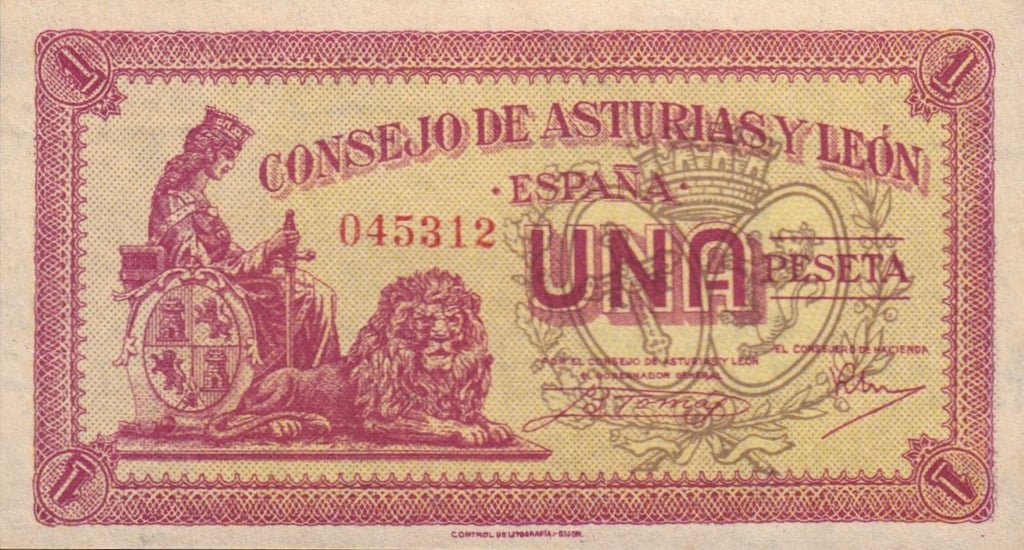 1 1
CONSEJO DE ASTURIAS Y LEÓN
· ESPAÑA ·
045312
UNA PESETA
POR EL CONSEJO DE ASTURIAS Y LEÓN
EL GOBERNADOR GENERAL
EL CONSEJERO DE HACIENDA
1 1
CONTROL DE LITOGRAFÍA - GIJON.